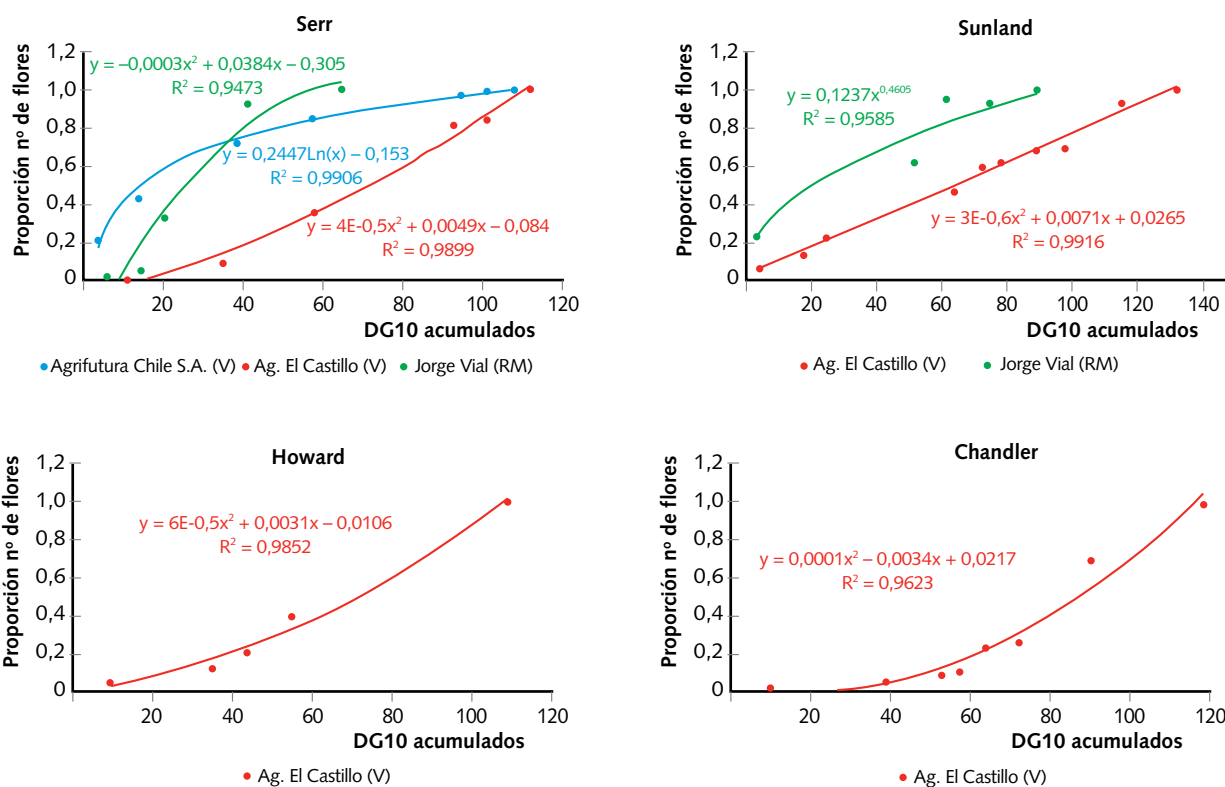 Serr
Proporción nº de flores
1,2
1,0
0,8
0,6
0,4
0,2
0
y = –0,0003x² + 0,0384x – 0,305
R² = 0,9473
y = 0,2447Ln(x) – 0,153
R² = 0,9906
y = 4E-0,5x² + 0,0049x – 0,084
R² = 0,9899
20 40 60 80 100 120
DG10 acumulados
Agrifutura Chile S.A. (V) Ag. El Castillo (V) Jorge Vial (RM)
Sunland
Proporción nº de flores
1,2
1,0
0,8
0,6
0,4
0,2
0
y = 0,1237x⁰,⁴⁶⁰⁵
R² = 0,9585
y = 3E-0,6x² + 0,0071x + 0,0265
R² = 0,9916
20 40 60 80 100 120 140
DG10 acumulados
Ag. El Castillo (V) Jorge Vial (RM)
Howard
Proporción nº de flores
1,2
1,0
0,8
0,6
0,4
0,2
0
y = 6E-0,5x² + 0,0031x – 0,0106
R² = 0,9852
20 40 60 80 100 120
DG10 acumulados
Ag. El Castillo (V)
Chandler
Proporción nº de flores
1,2
1,0
0,8
0,6
0,4
0,2
0
y = 0,0001x² – 0,0034x + 0,0217
R² = 0,9623
20 40 60 80 100 120
DG10 acumulados
Ag. El Castillo (V)